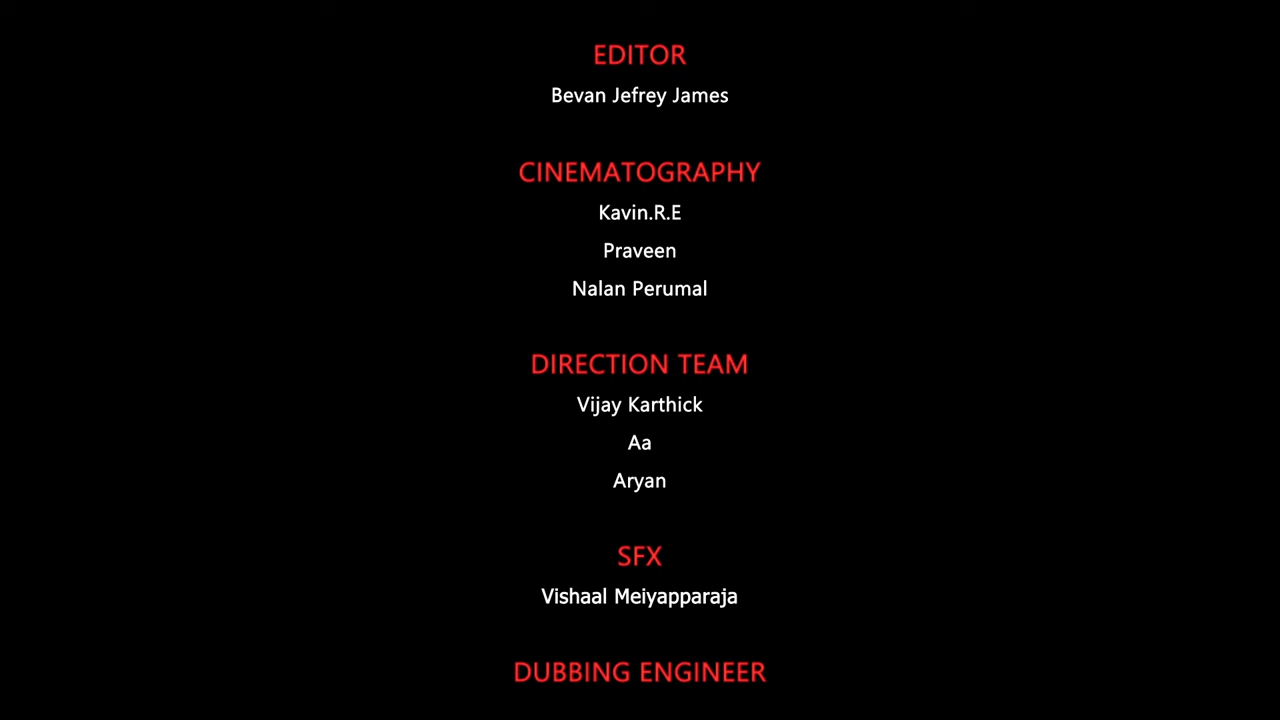 EDITOR
Bevan Jefrey James
CINEMATOGRAPHY
Kavin.R.E
Praveen
Nalan Perumal
DIRECTION TEAM
Vijay Karthick
Aa
Aryan
SFX
Vishaal Meiyapparaja
DUBBING ENGINEER